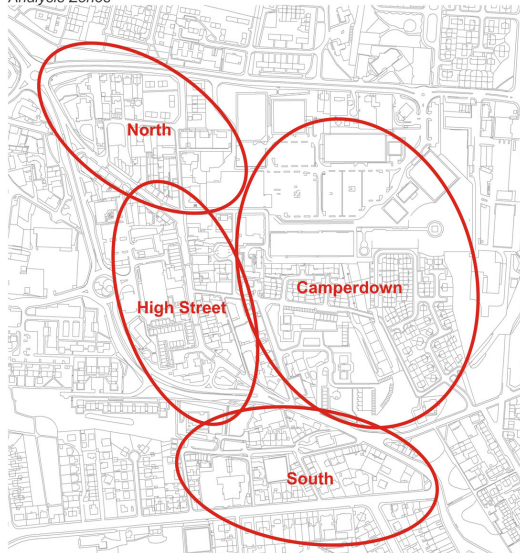 Analysis Zones
North
High Street
Camperdown
South